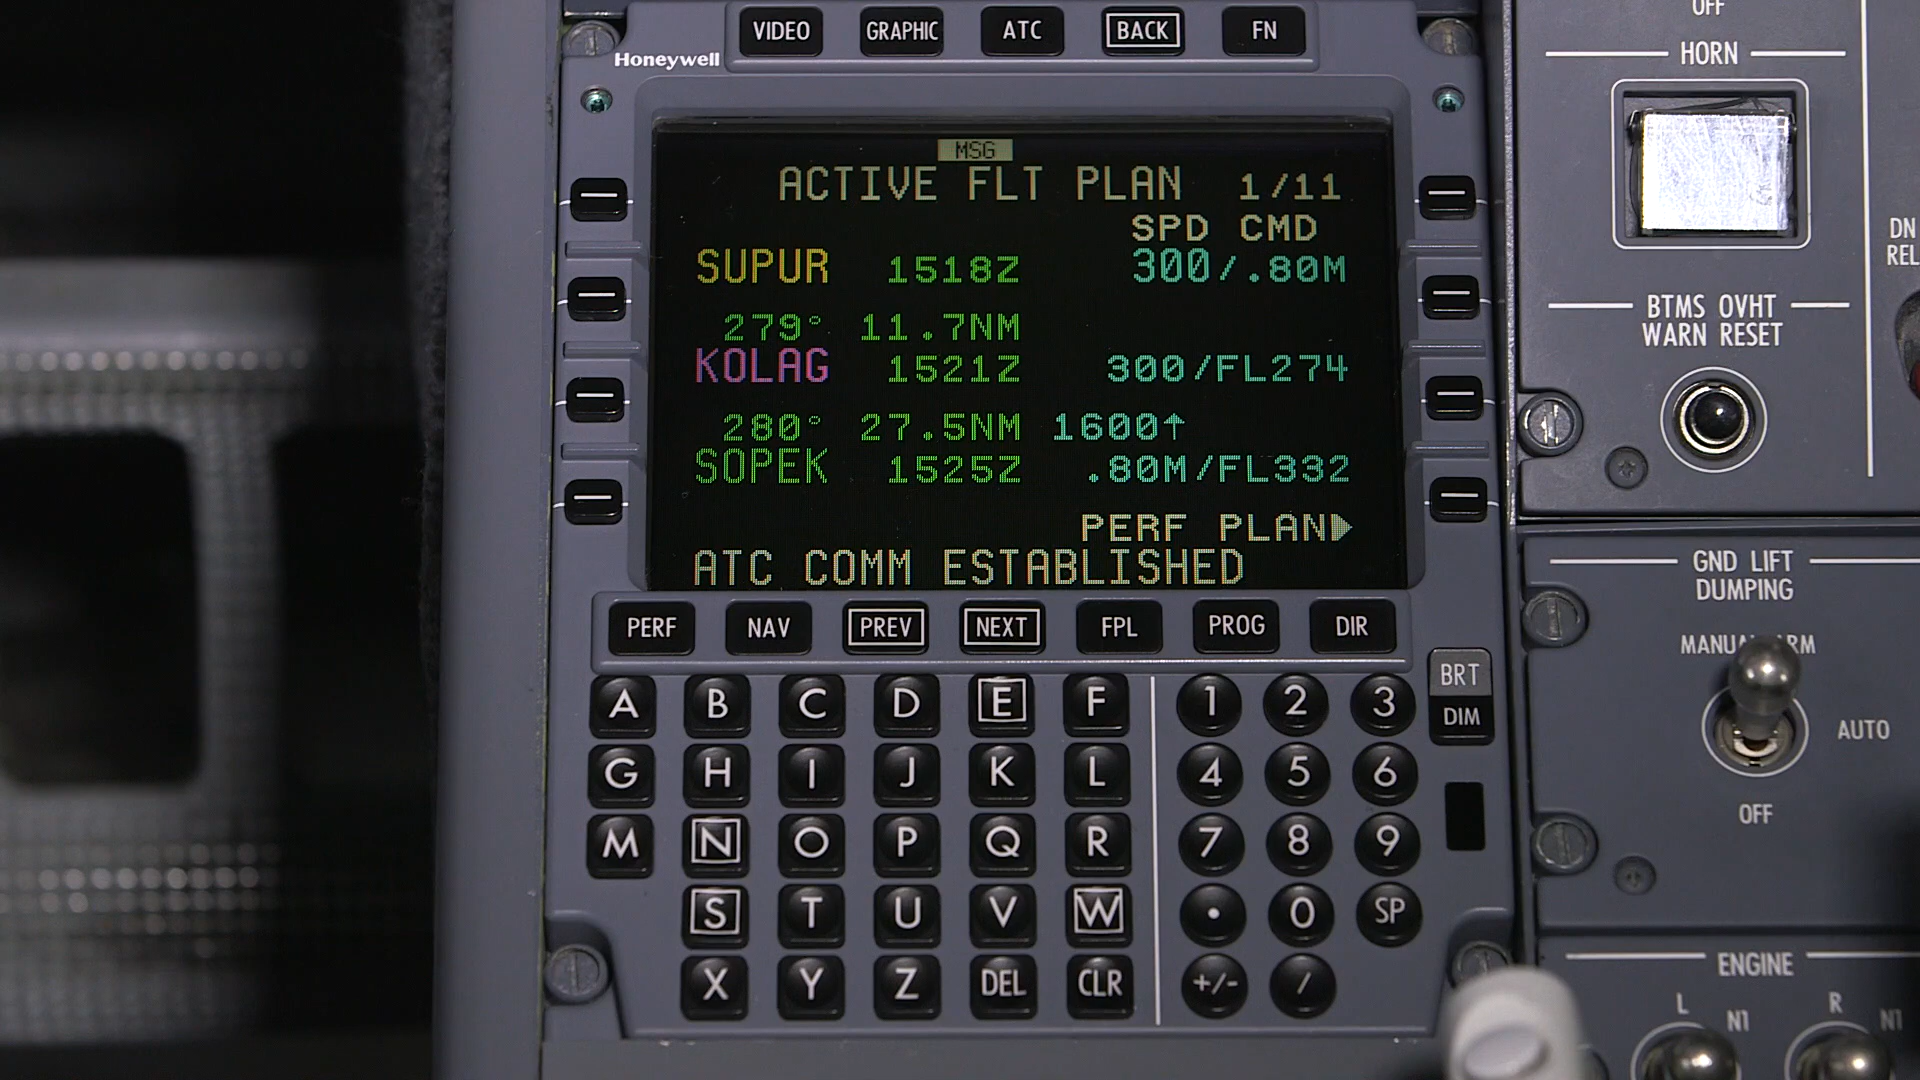 VIDEO GRAPHIC ATC BACK FN
Honeywell
MSG
ACTIVE FLT PLAN 1/11
SPD CMD
SUPUR 1518Z 300/.80M
279° 11.7NM
KOLAG 1521Z 300/FL274
280° 27.5NM 1600↑
SOPEK 1525Z .80M/FL332
PERF PLAN
ATC COMM ESTABLISHED
PERF NAV PREV NEXT FPL PROG DIR
BRT
DIM
A B C D E F 1 2 3
G H I J K L 4 5 6
M N O P Q R 7 8 9
S T U V W • 0 SP
X Y Z DEL CLR +/- /
OFF
HORN
DN
REL
BTMS OVHT
WARN RESET
GND LIFT
DUMPING
MANUAL ARM
AUTO
OFF
ENGINE
L R
N1 N1